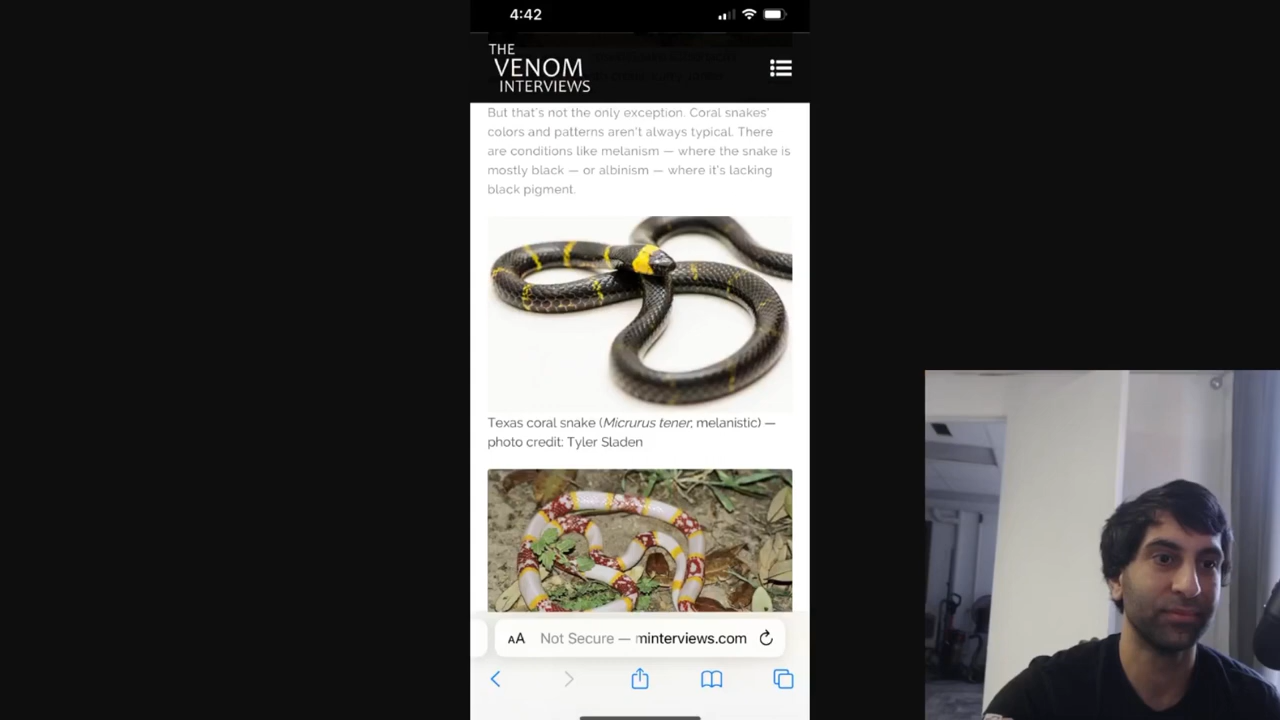 4:42
THE
VENOM
INTERVIEWS
But that's not the only exception. Coral snakes'
colors and patterns aren't always typical. There
are conditions like melanism — where the snake is
mostly black — or albinism — where it's lacking
black pigment.
Texas coral snake (Micrurus tener, melanistic) —
photo credit: Tyler Sladen
AA Not Secure — minterviews.com